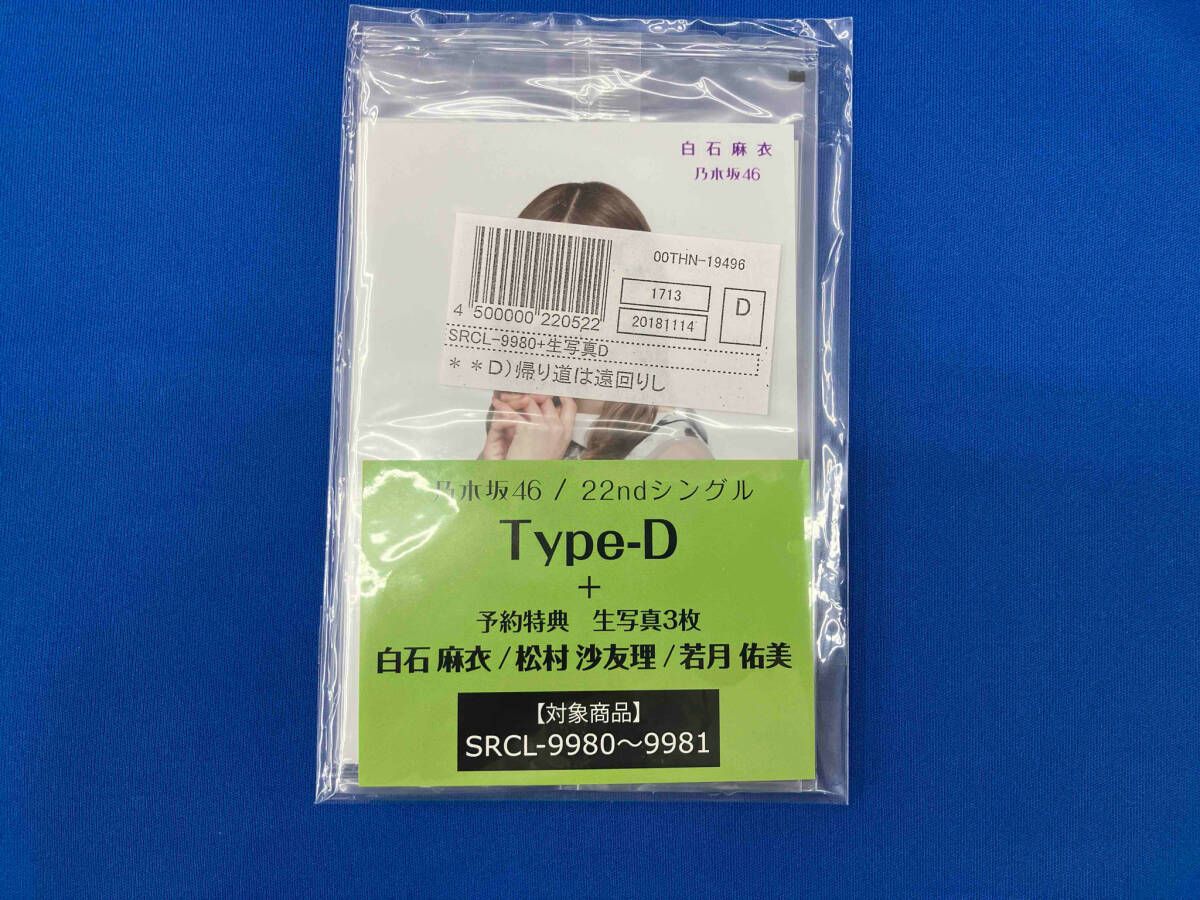 白石麻衣
乃木坂46
00THN-19496
1713
20181114
D
4 500000 220522
SRCL-9980+生写真D
**D)帰り道は遠回りし
乃木坂46 / 22ndシングル
Type-D
+
予約特典 生写真3枚
白石 麻衣 / 松村 沙友理 / 若月 佑美
【対象商品】
SRCL-9980〜9981